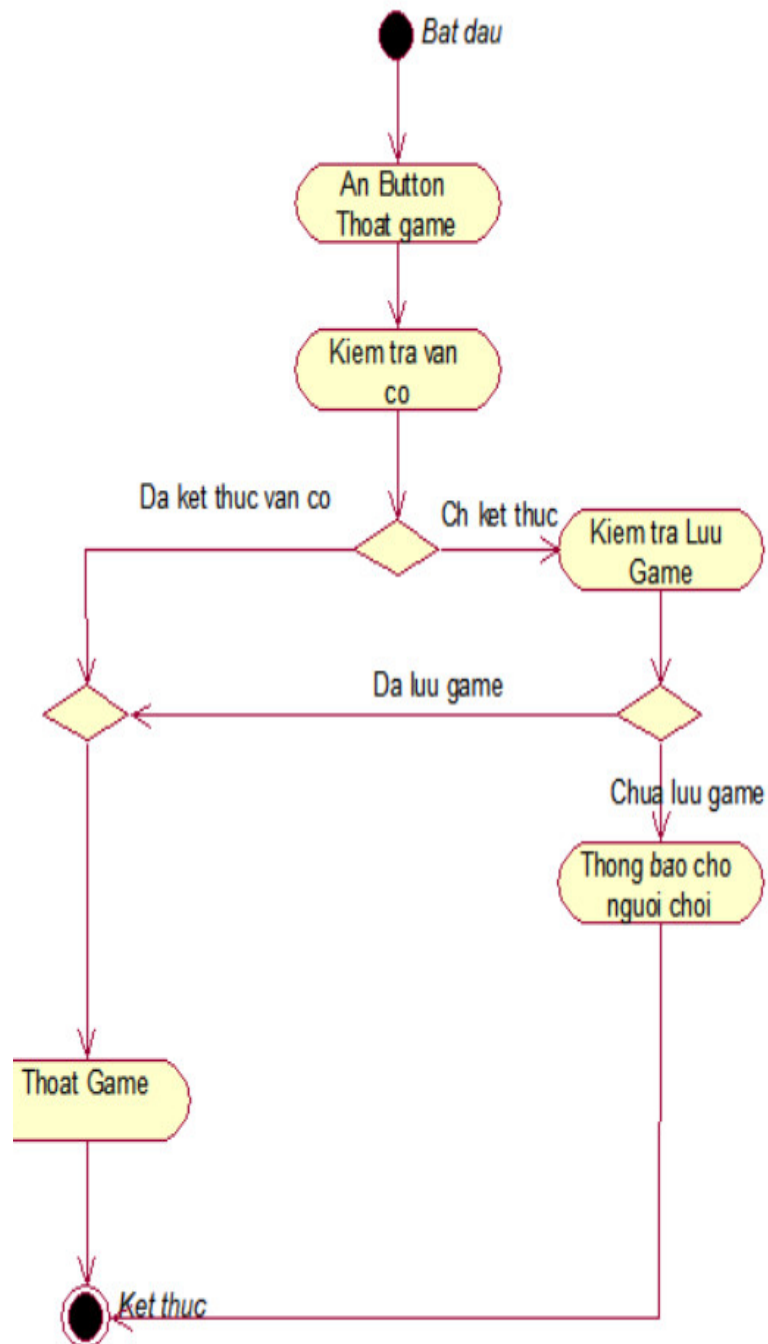 Bat dau
An Button
Thoat game
Kiem tra van
co
Da ket thuc van co
Ch ket thuc
Kiem tra Luu
Game
Da luu game
Chua luu game
Thong bao cho
nguoi choi
Thoat Game
Ket thuc